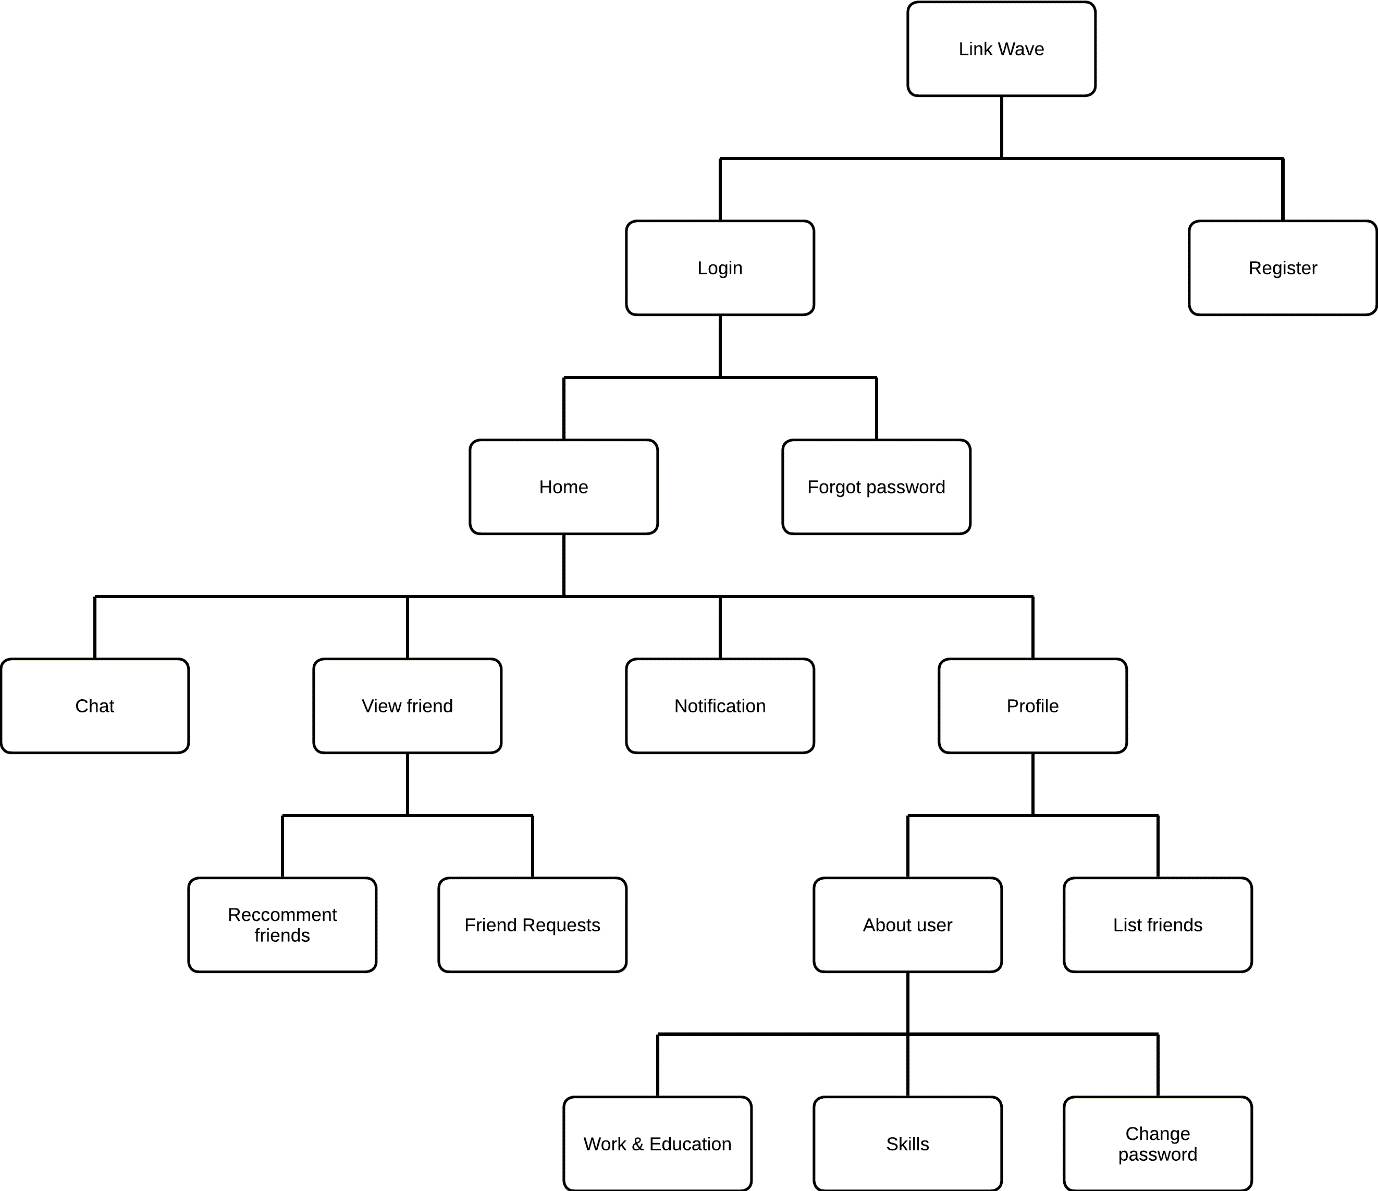 Link Wave
Login
Register
Home
Forgot password
Chat
View friend
Notification
Profile
Reccomment
friends
Friend Requests
About user
List friends
Work & Education
Skills
Change
password